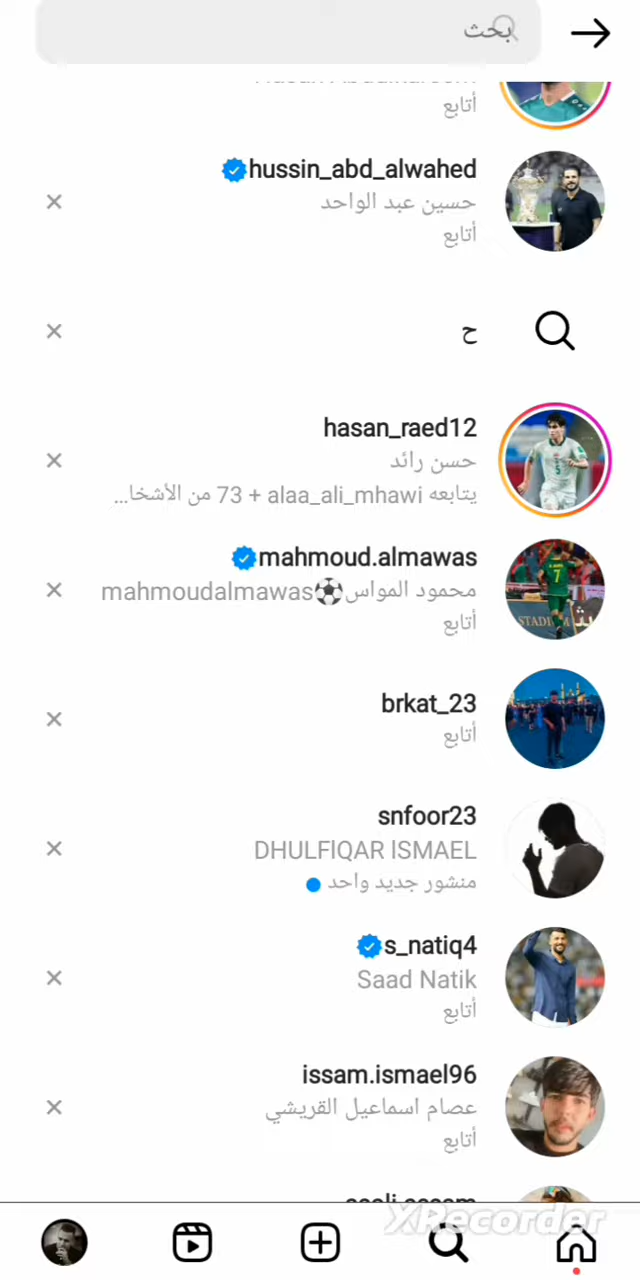 بحث
أتابع
hussin_abd_alwahed
حسين عبد الواحد
أتابع
ح
hasan_raed12
حسن رائد
يتابعه alaa_ali_mhawi + 73 من الأشخا...
mahmoud.almawas
محمود المواس⚽mahmoudalmawas
أتابع
brkat_23
أتابع
snfoor23
DHULFIQAR ISMAEL
منشور جديد واحد
s_natiq4
Saad Natik
أتابع
issam.ismael96
عصام اسماعيل القريشي
أتابع
XRecorder